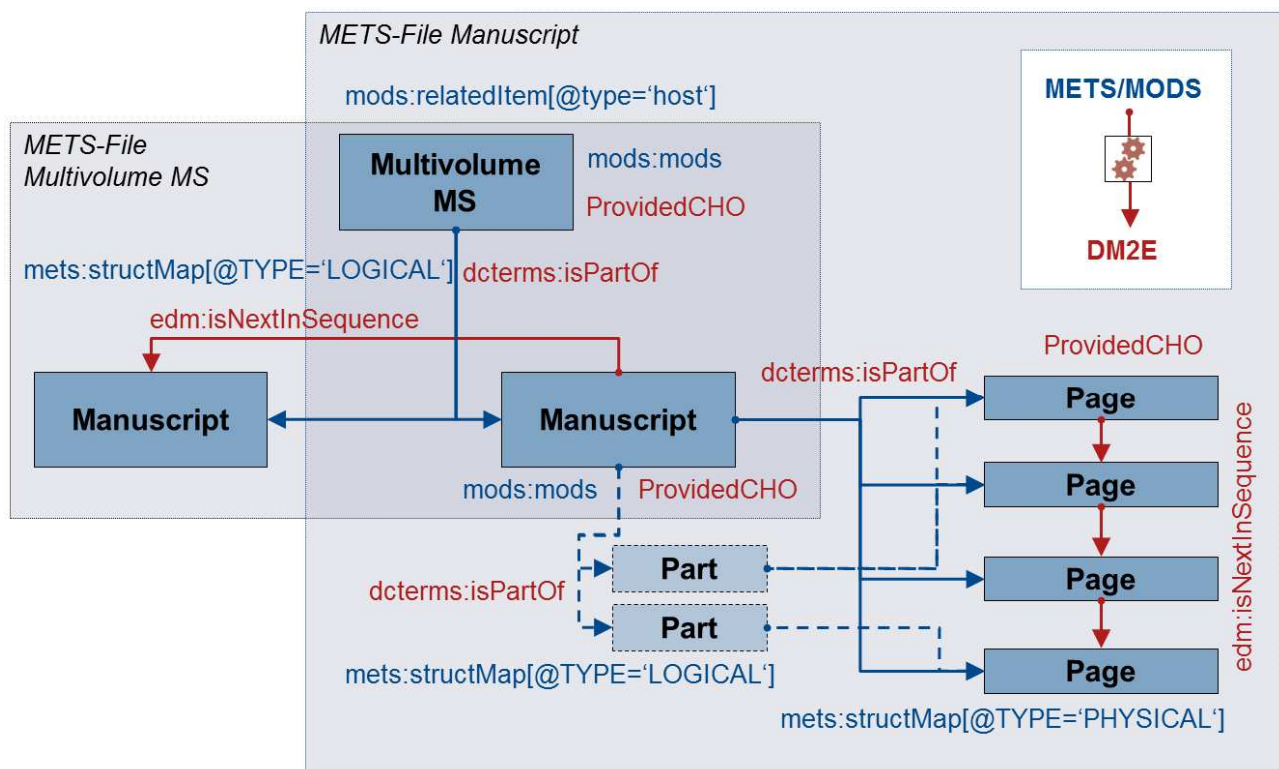 METS-File Manuscript
mods:relatedItem[@type=‘host‘]
METS/MODS
DM2E
METS-File
Multivolume MS
Multivolume
MS
mods:mods
ProvidedCHO
mets:structMap[@TYPE=‘LOGICAL‘]
dcterms:isPartOf
edm:isNextInSequence
Manuscript
Manuscript
mods:mods
ProvidedCHO
dcterms:isPartOf
ProvidedCHO
Page
Page
Page
Page
edm:isNextInSequence
dcterms:isPartOf
Part
Part
mets:structMap[@TYPE=‘LOGICAL‘]
mets:structMap[@TYPE=‘PHYSICAL‘]